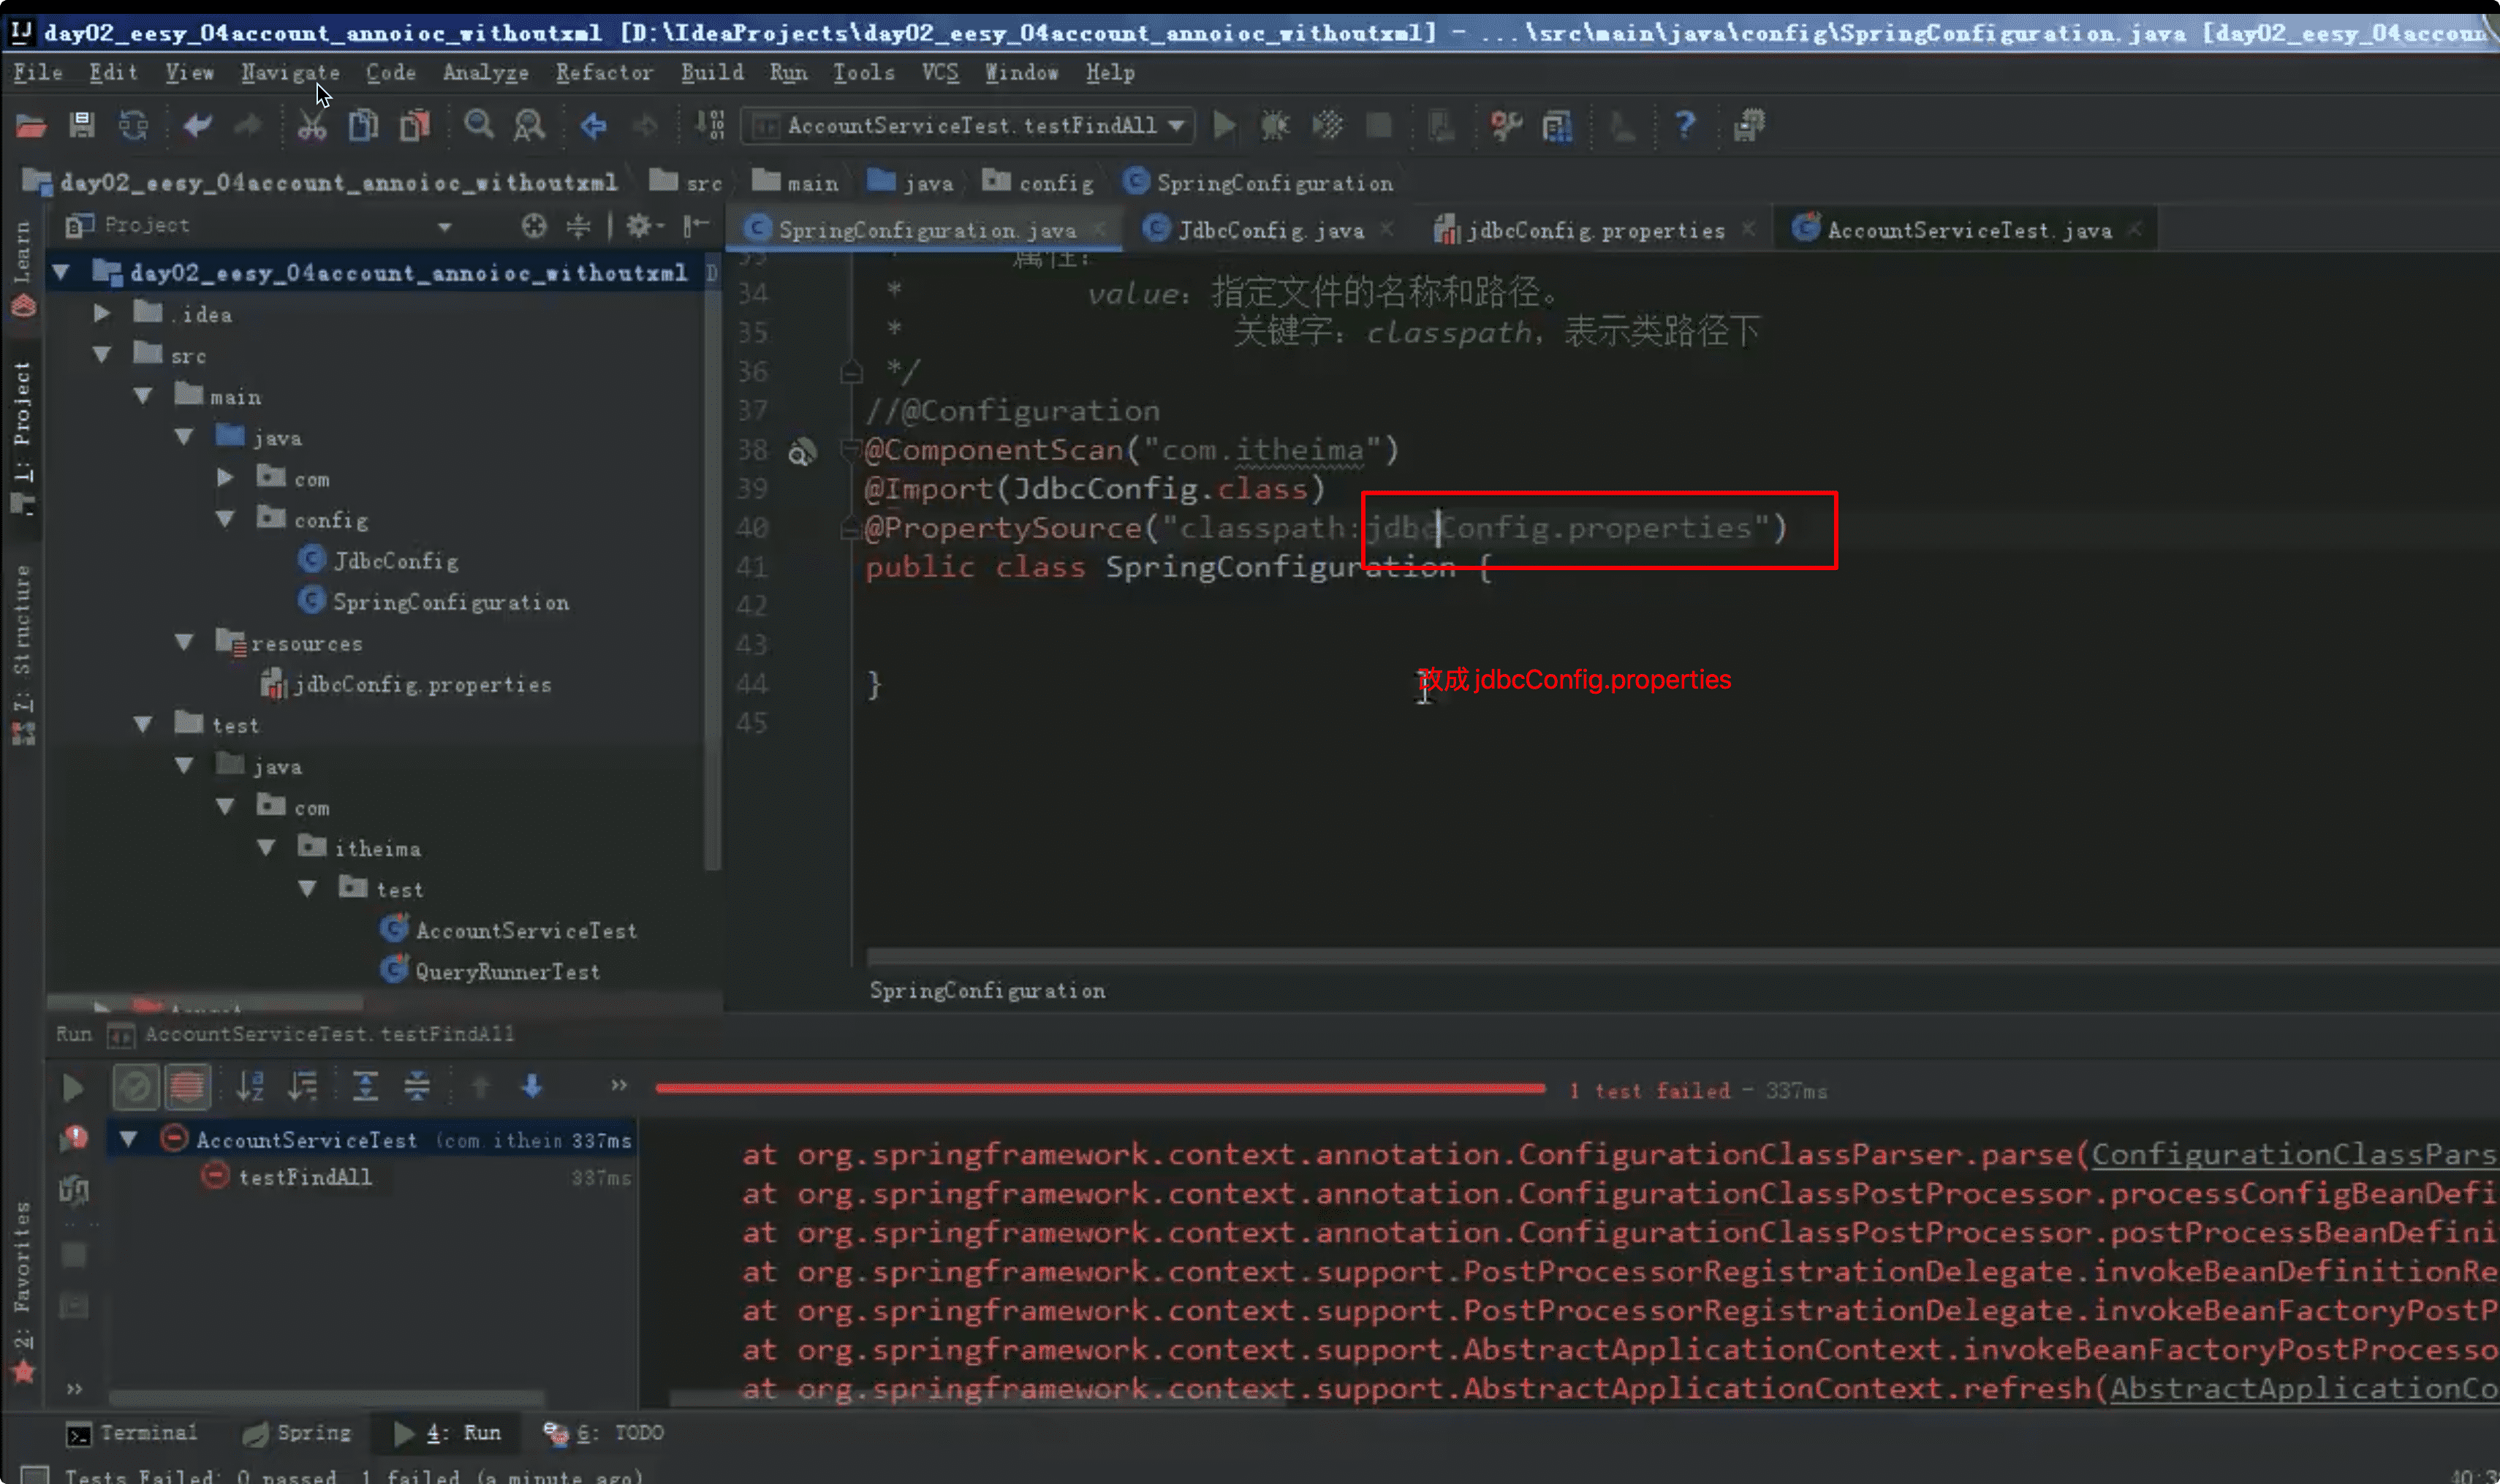 IJ day02_eesy_04account_annoioc_withoutxml [D:\IdeaProjects\day02_eesy_04account_annoioc_withoutxml] - ...\src\main\java\config\SpringConfiguration.java [day02_eesy_04accoun
File Edit View Navigate Code Analyze Refactor Build Run Tools VCS Window Help
AccountServiceTest.testFindAll
day02_eesy_04account_annoioc_withoutxml src main java config SpringConfiguration
Project
SpringConfiguration.java JdbcConfig.java jdbcConfig.properties AccountServiceTest.java
Learn
1: Project
7: Structure
2: Favorites
day02_eesy_04account_annoioc_withoutxml D
.idea
src
main
java
com
config
JdbcConfig
SpringConfiguration
resources
jdbcConfig.properties
test
java
com
itheima
test
AccountServiceTest
QueryRunnerTest
33 * 属性:
34 * value：指定文件的名称和路径。
35 * 关键字：classpath，表示类路径下
36 */
37 //@Configuration
38 @ComponentScan("com.itheima")
39 @Import(JdbcConfig.class)
40 @PropertySource("classpath:jdbcConfig.properties")
41 public class SpringConfiguration {
42
43
44 }
改成 jdbcConfig.properties
45
SpringConfiguration
Run AccountServiceTest.testFindAll
1 test failed - 337ms
AccountServiceTest (com.ithein 337ms
testFindAll 337ms
at org.springframework.context.annotation.ConfigurationClassParser.parse(ConfigurationClassPars
at org.springframework.context.annotation.ConfigurationClassPostProcessor.processConfigBeanDefi
at org.springframework.context.annotation.ConfigurationClassPostProcessor.postProcessBeanDefini
at org.springframework.context.support.PostProcessorRegistrationDelegate.invokeBeanDefinitionRe
at org.springframework.context.support.PostProcessorRegistrationDelegate.invokeBeanFactoryPostP
at org.springframework.context.support.AbstractApplicationContext.invokeBeanFactoryPostProcesso
at org.springframework.context.support.AbstractApplicationContext.refresh(AbstractApplicationCo
Terminal Spring 4: Run 6: TODO
Tests Failed: 0 passed, 1 failed (a minute ago)